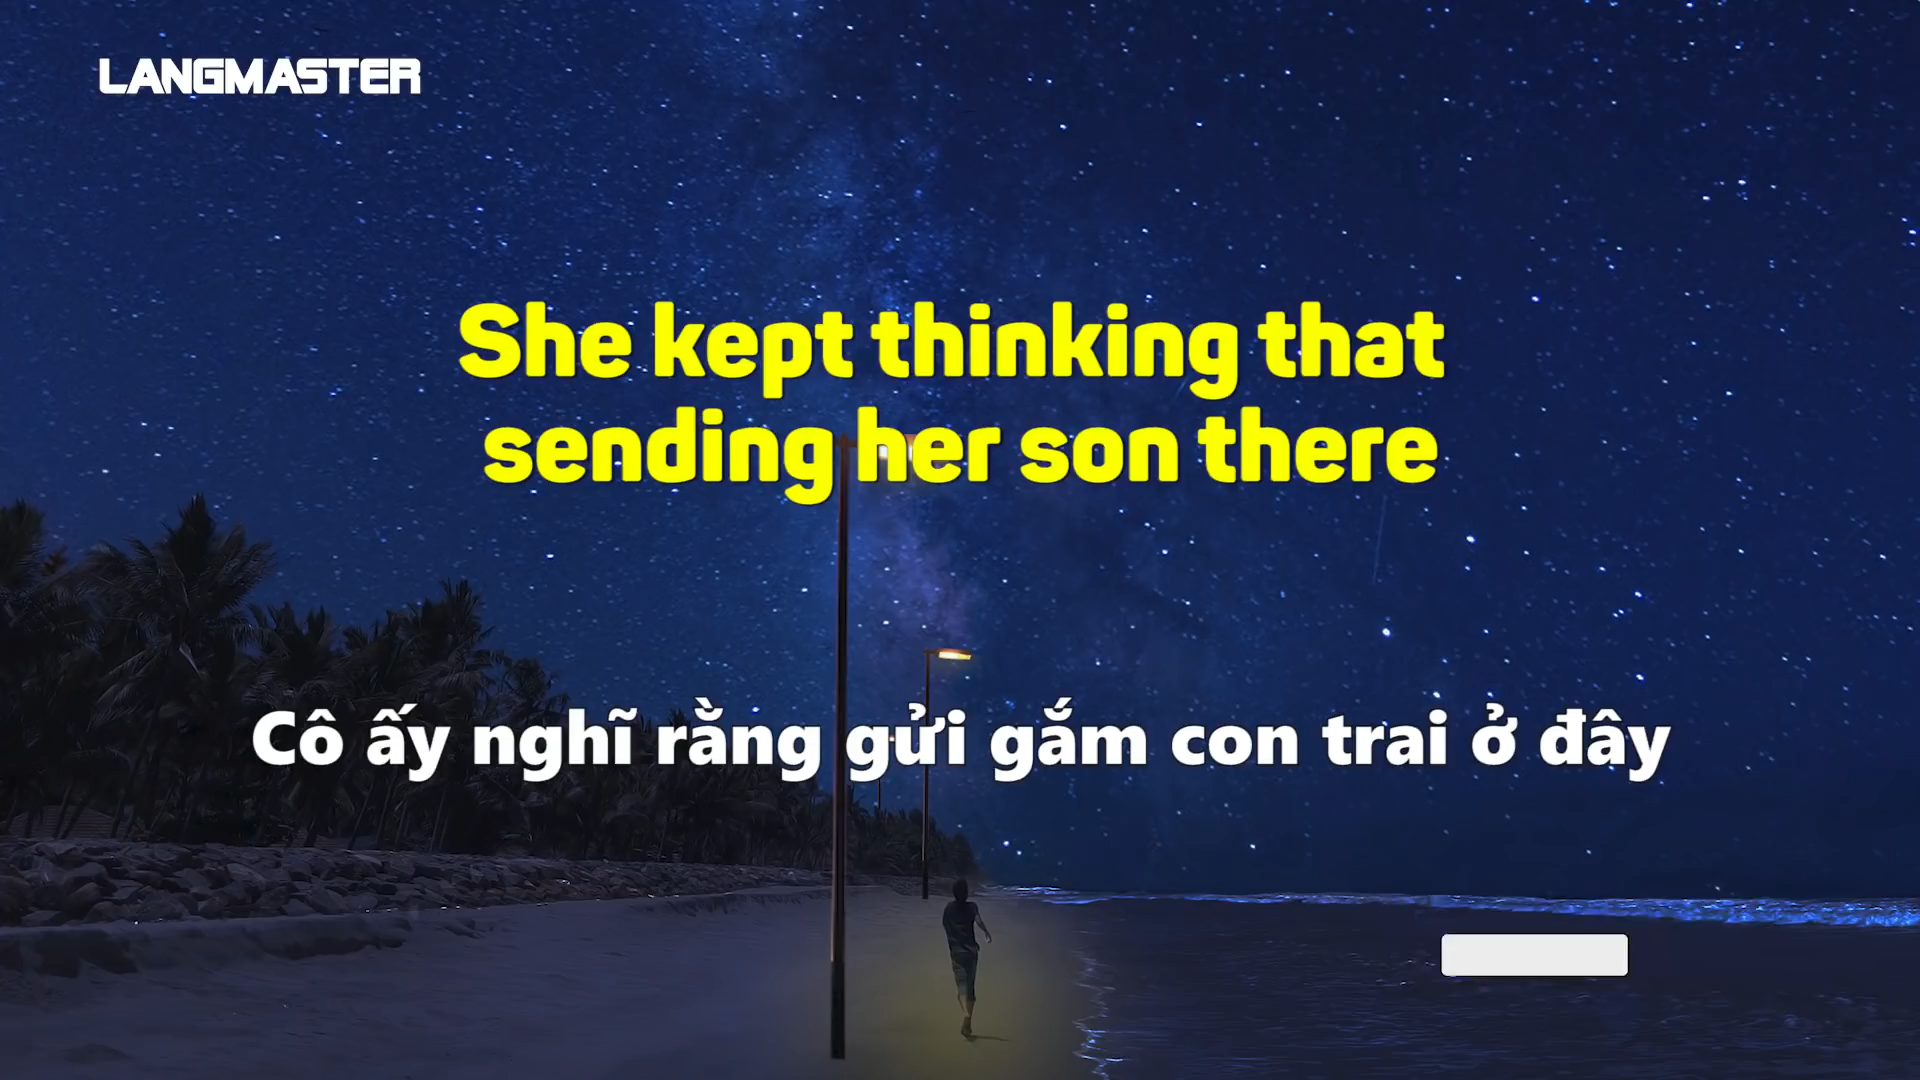 LANGMASTER
She kept thinking that
sending her son there
Cô ấy nghĩ rằng gửi gắm con trai ở đây